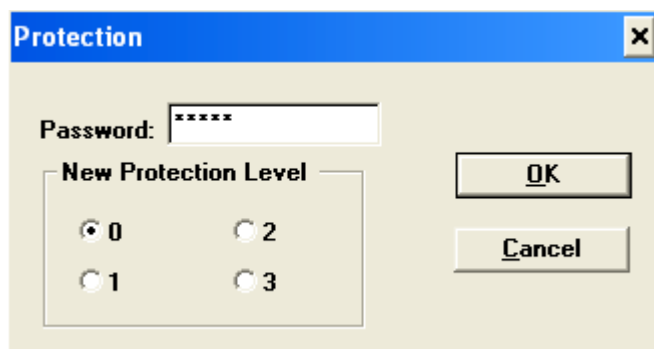 Protection
Password: *****
New Protection Level
0 2
1 3
OK
Cancel